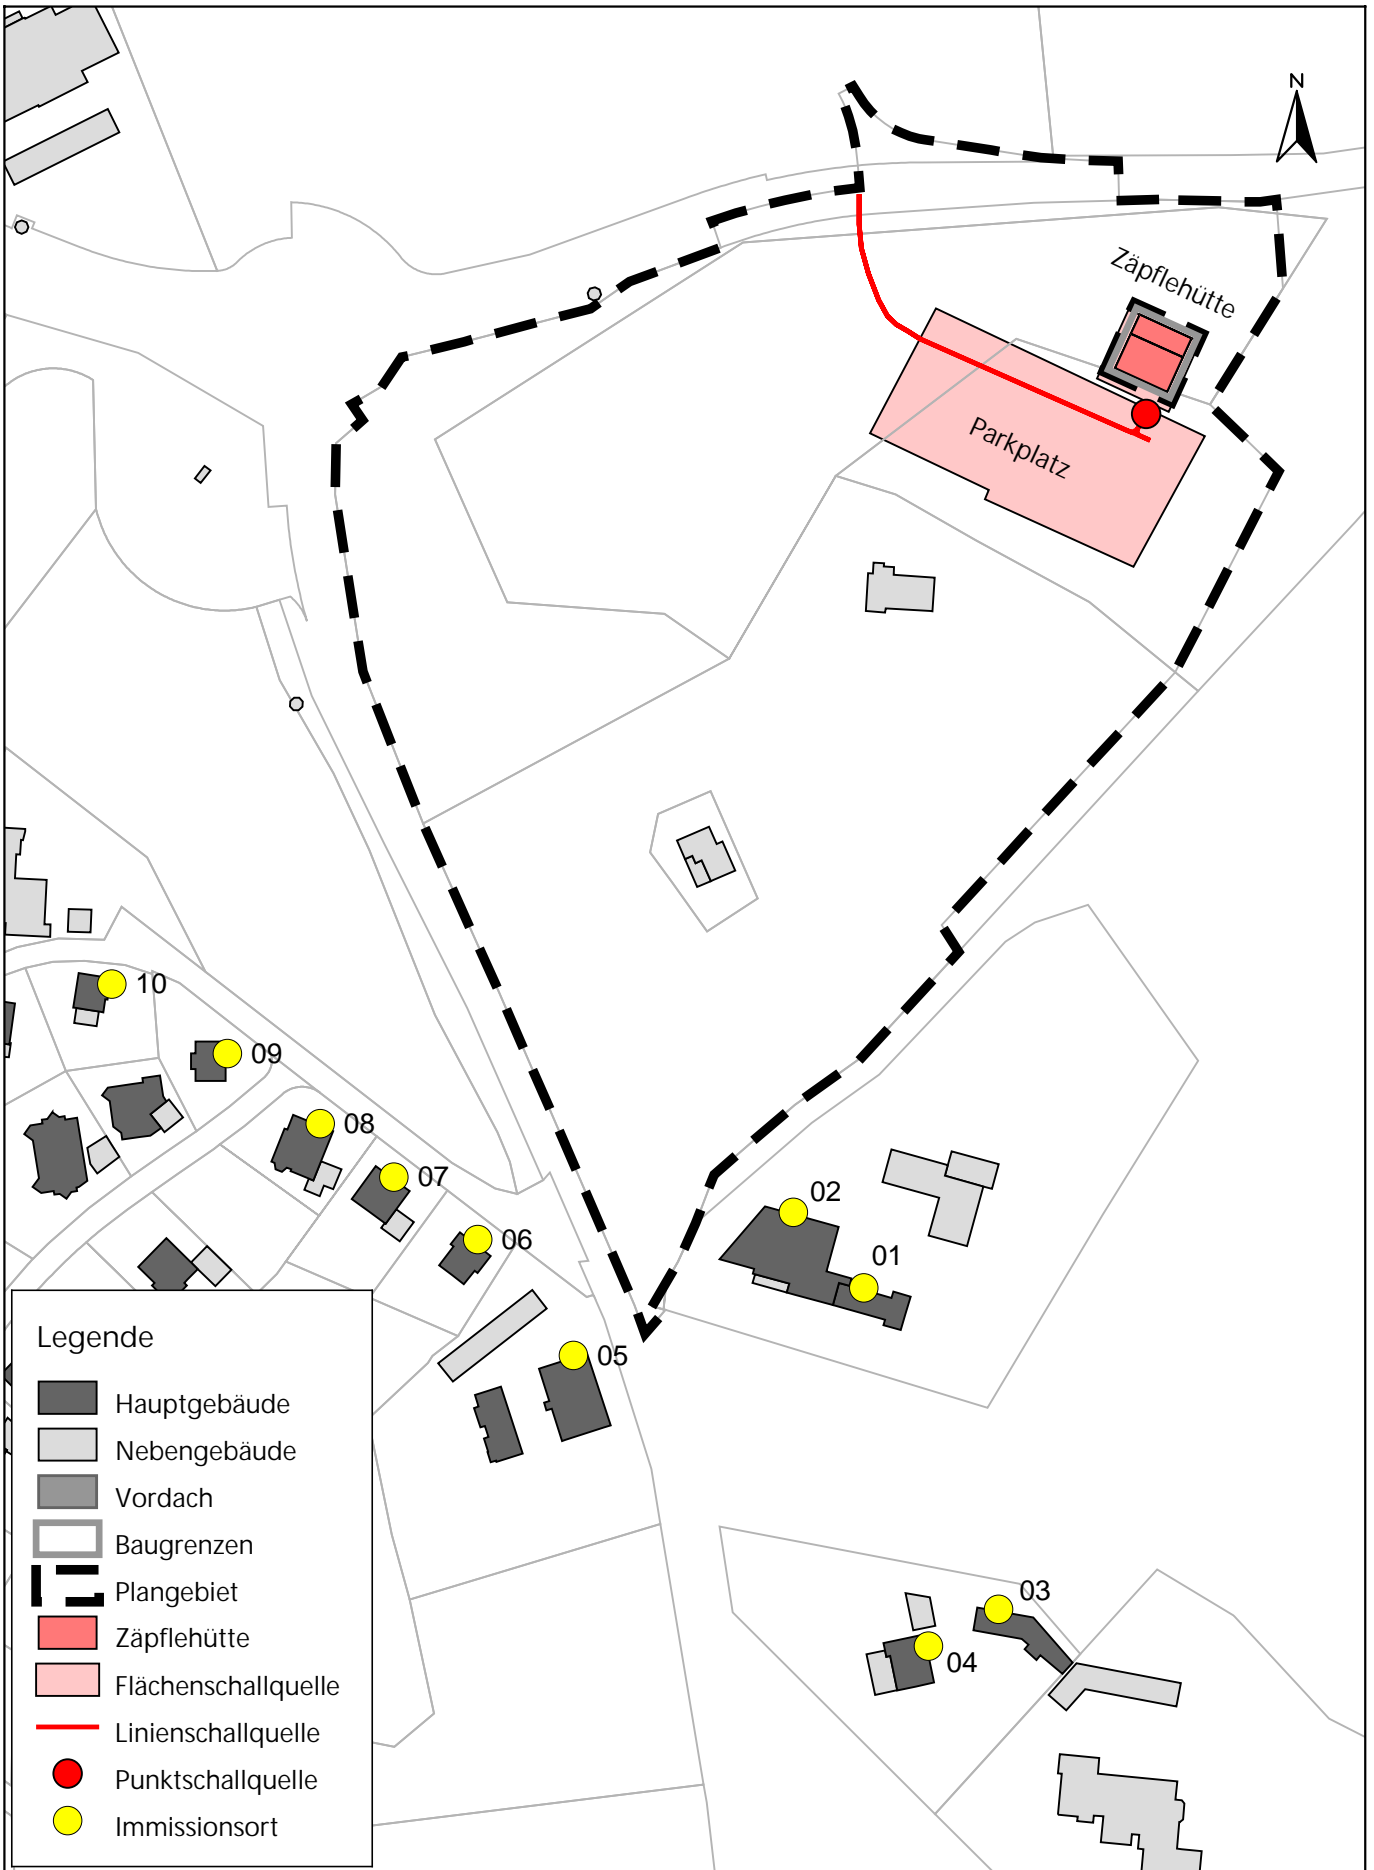 N
Zäpflehütte
Parkplatz
10
09
08
07
02
06
01
05
Legende
Hauptgebäude
Nebengebäude
Vordach
Baugrenzen
Plangebiet
Zäpflehütte
Flächenschallquelle
Linienschallquelle
Punktschallquelle
Immissionsort
03
04